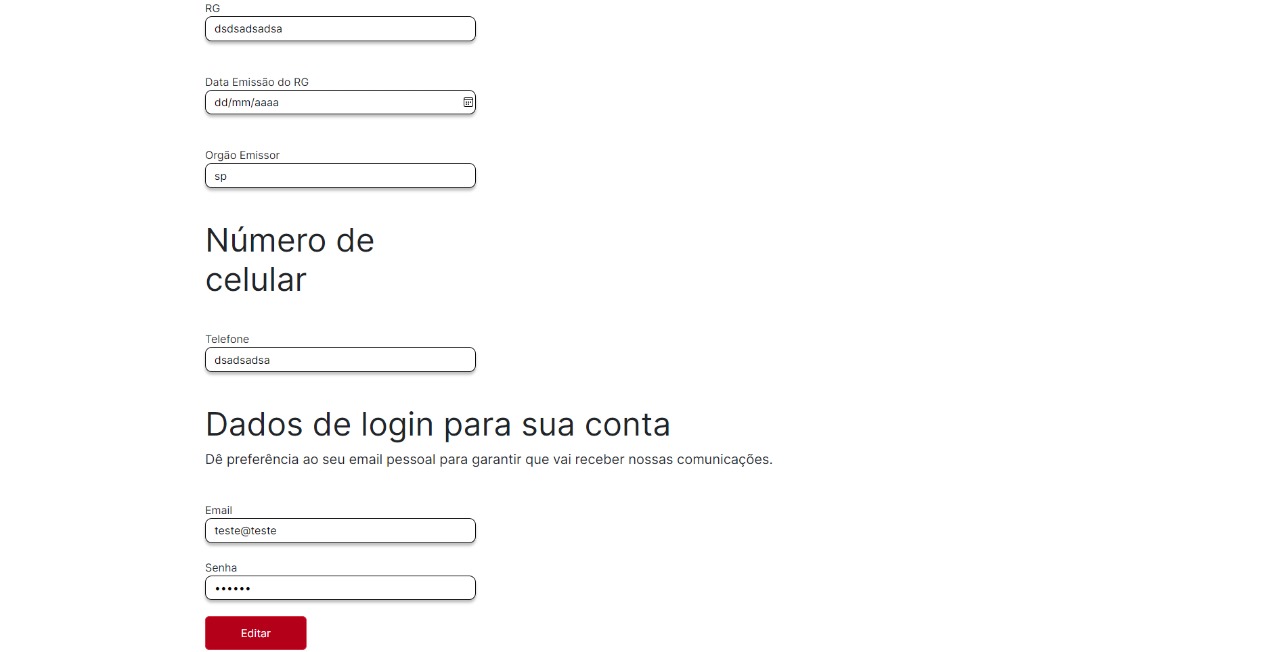 RG
dsdsadsadsa
Data Emissão do RG
dd/mm/aaaa
Orgão Emissor
sp
Número de
celular
Telefone
dsadsadsa
Dados de login para sua conta
Dê preferência ao seu email pessoal para garantir que vai receber nossas comunicações.
Email
teste@teste
Senha
••••••
Editar